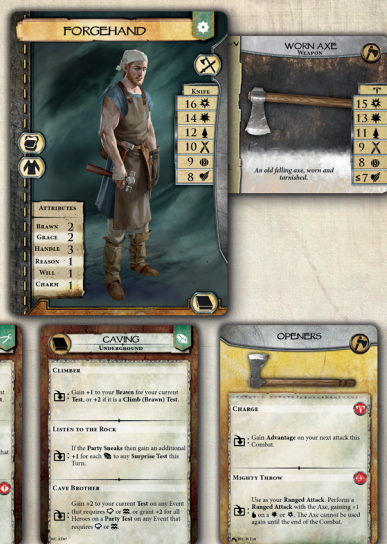 FORGEHAND
KNIFE
16
14
12
10
9
8
ATTRIBUTES
BRAWN 2
GRACE 2
HANDLE 3
REASON 1
WILL 1
CHARM 1
WORN AXE
WEAPON
15
13
11
9
8
≤7
An old felling axe, worn and
tarnished.
CAVING
UNDERGROUND
CLIMBER
: Gain +1 to your Brawn for your current
Test, or +2 if it is a Climb (Brawn) Test.
LISTEN TO THE ROCK
If the Party Sneaks then gain an additional
: +1 for each to any Surprise Test this
Turn.
CAVE BROTHER
Gain +2 to your current Test on any Event
: that requires or , or grant +2 for all
Heroes on a Party Test on any Event that
requires or .
OPENERS
CHARGE
: Gain Advantage on your next attack this
Combat.
MIGHTY THROW
Use as your Ranged Attack. Perform a
: Ranged Attack with the Axe, gaining +1
on a or . The Axe cannot be used
again until the end of the Combat.